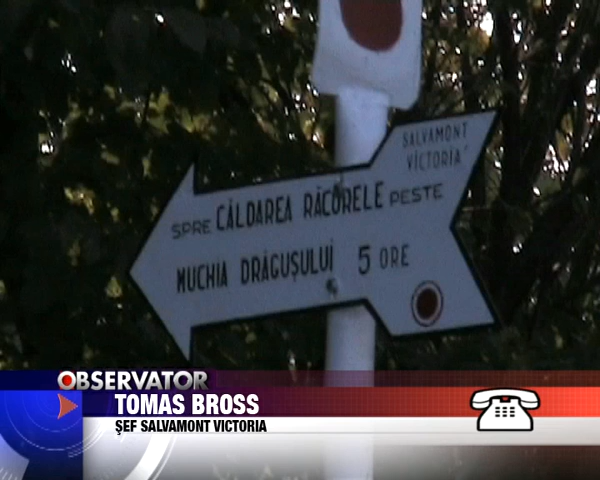 SALVAMONT
VICTORIA
SPRE CĂLDAREA RĂCORELE PESTE
MUCHIA DRĂGUŞULUI 5 ORE
OBSERVATOR
TOMAS BROSS
ŞEF SALVAMONT VICTORIA